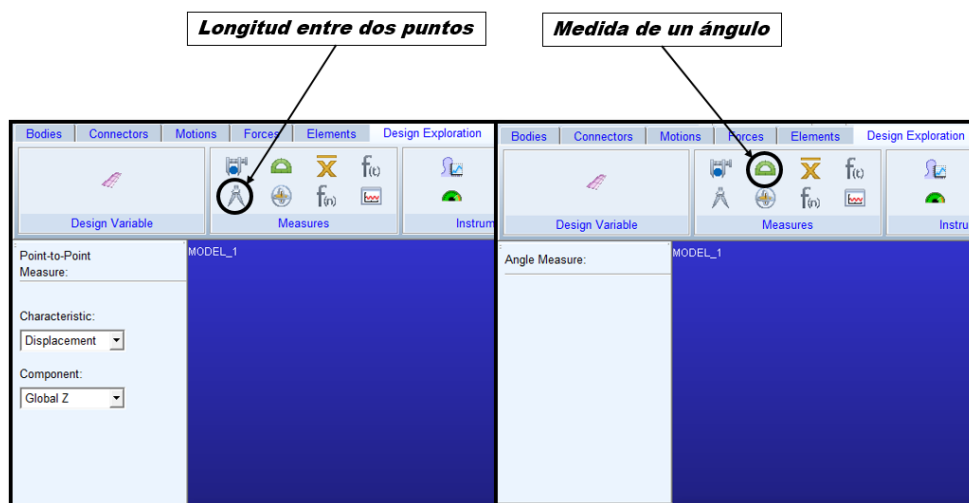 Longitud entre dos puntos
Medida de un ángulo
Bodies Connectors Motions Forces Elements Design Exploration
f(t)
f(n)
Design Variable Measures Instrum
Point-to-Point
Measure:
MODEL_1
Characteristic:
Displacement
Component:
Global Z
Bodies Connectors Motions Forces Elements Design Exploration
f(t)
f(n)
Design Variable Measures Instru
Angle Measure:
MODEL_1